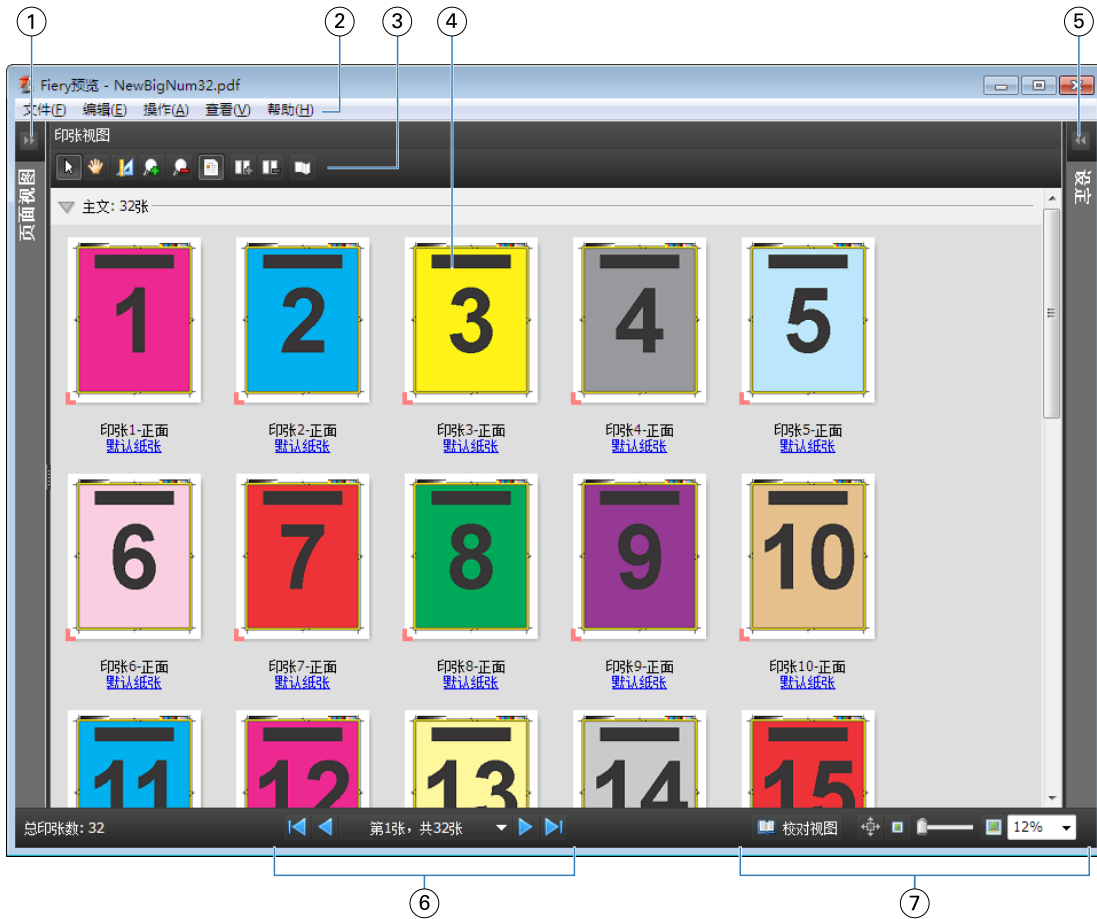 1 2 3 4 5
Fiery预览 - NewBigNum32.pdf
文件(F) 编辑(E) 操作(A) 查看(V) 帮助(H)
印张视图
页面视图
设定
主文: 32张
1 2 3 4 5
印张1-正面 印张2-正面 印张3-正面 印张4-正面 印张5-正面
默认纸张 默认纸张 默认纸张 默认纸张 默认纸张
6 7 8 9 10
印张6-正面 印张7-正面 印张8-正面 印张9-正面 印张10-正面
默认纸张 默认纸张 默认纸张 默认纸张 默认纸张
11 12 13 14 15
总印张数: 32 第1张，共32张 校对视图 12%
6 7